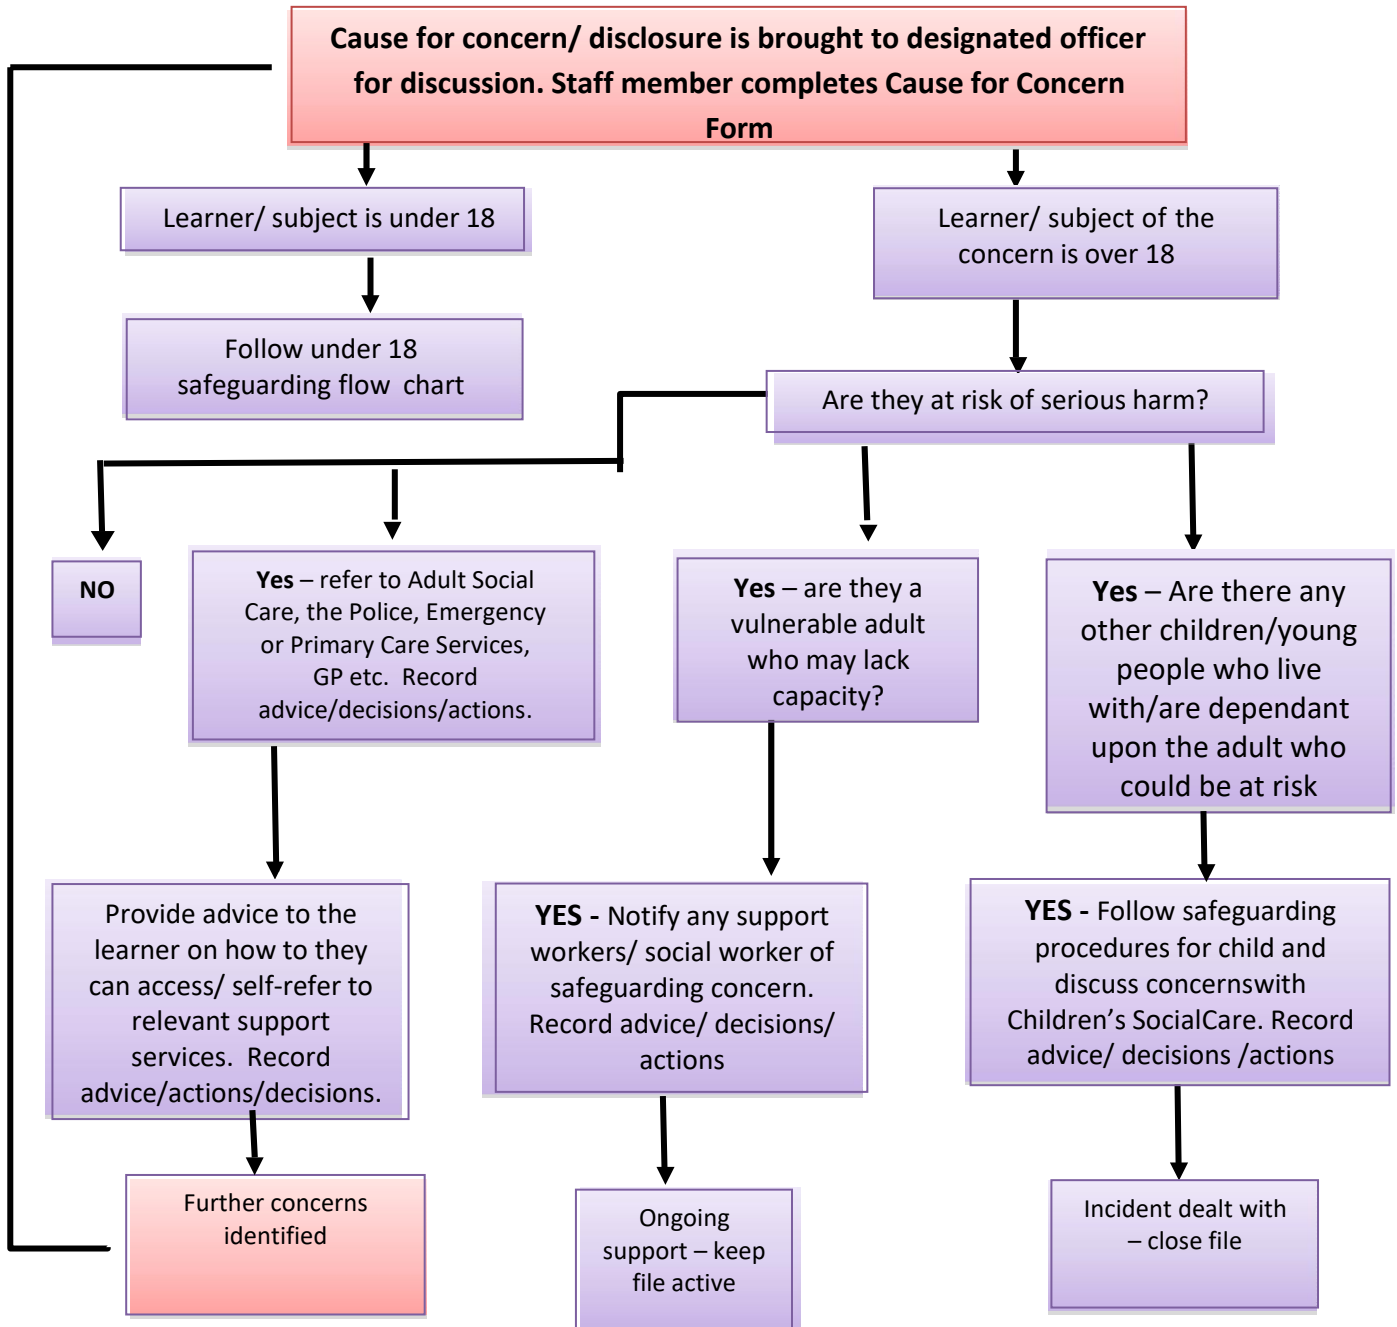 Cause for concern/ disclosure is brought to designated officer
for discussion. Staff member completes Cause for Concern
Form
Learner/ subject is under 18
Learner/ subject of the
concern is over 18
Follow under 18
safeguarding flow chart
Are they at risk of serious harm?
NO
Yes – refer to Adult Social
Care, the Police, Emergency
or Primary Care Services,
GP etc. Record
advice/decisions/actions.
Yes – are they a
vulnerable adult
who may lack
capacity?
Yes – Are there any
other children/young
people who live
with/are dependant
upon the adult who
could be at risk
Provide advice to the
learner on how to they
can access/ self-refer to
relevant support
services. Record
advice/actions/decisions.
YES - Notify any support
workers/ social worker of
safeguarding concern.
Record advice/ decisions/
actions
YES - Follow safeguarding
procedures for child and
discuss concernswith
Children’s SocialCare. Record
advice/ decisions /actions
Further concerns
identified
Ongoing
support – keep
file active
Incident dealt with
– close file